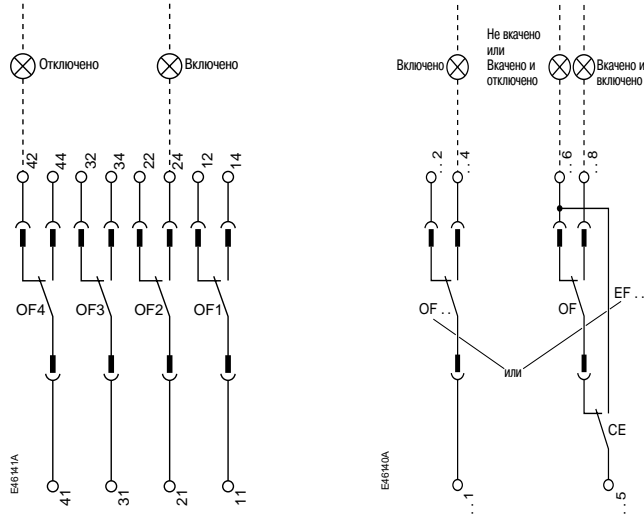 Отключено
Включено
Включено
Не вкачено
или
Вкачено и
отключено
Вкачено и
включено
42 44 32 34 22 24 12 14
. . 2 . . 4 . . 6 . . 8
OF4 OF3 OF2 OF1
OF . . OF EF . .
или
CE
E46141A
41 31 21 11
E46140A
. . 1 . . 5